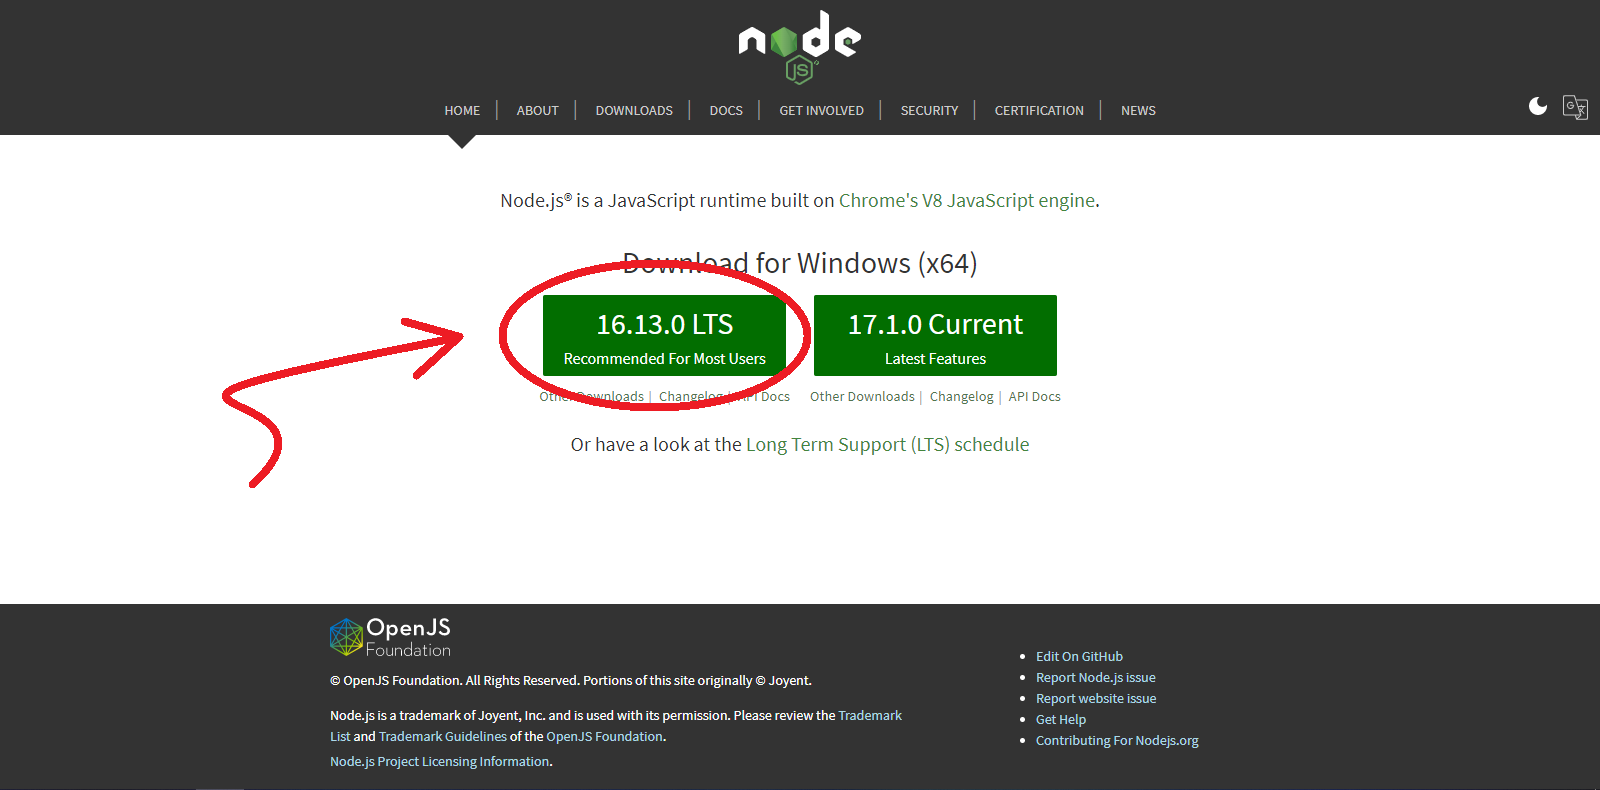 node
JS
HOME | ABOUT | DOWNLOADS | DOCS | GET INVOLVED | SECURITY | CERTIFICATION | NEWS
Node.js® is a JavaScript runtime built on Chrome's V8 JavaScript engine.
Download for Windows (x64)
16.13.0 LTS
Recommended For Most Users
Other Downloads | Changelog | API Docs
17.1.0 Current
Latest Features
Other Downloads | Changelog | API Docs
Or have a look at the Long Term Support (LTS) schedule
OpenJS
Foundation
© OpenJS Foundation. All Rights Reserved. Portions of this site originally © Joyent.
Node.js is a trademark of Joyent, Inc. and is used with its permission. Please review the Trademark
List and Trademark Guidelines of the OpenJS Foundation.
Node.js Project Licensing Information.
Edit On GitHub
Report Node.js issue
Report website issue
Get Help
Contributing For Nodejs.org